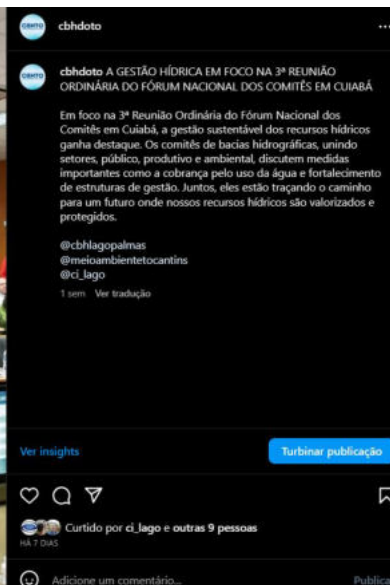 cbhdoto
cbhdoto A GESTÃO HÍDRICA EM FOCO NA 3ª REUNIÃO
ORDINÁRIA DO FÓRUM NACIONAL DOS COMITÊS EM CUIABÁ
Em foco na 3ª Reunião Ordinária do Fórum Nacional dos
Comitês em Cuiabá, a gestão sustentável dos recursos hídricos
ganha destaque. Os comitês de bacias hidrográficas, unindo
setores, público, produtivo e ambiental, discutem medidas
importantes como a cobrança pelo uso da água e fortalecimento
de estruturas de gestão. Juntos, eles estão traçando o caminho
para um futuro onde nossos recursos hídricos são valorizados e
protegidos.
@cbhlagopalmas
@meioambientetocantins
@ci_lago
1 sem Ver tradução
Ver insights
Turbinar publicação
Curtido por ci_lago e outras 9 pessoas
HÁ 7 DIAS
Adicione um comentário...
Publica